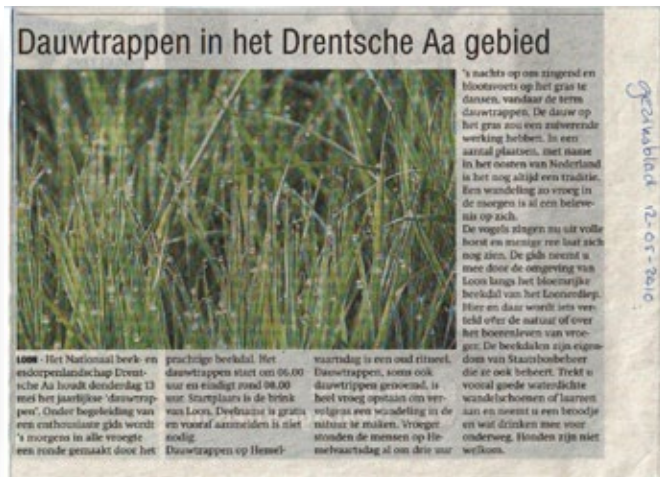 Dauwtrappen in het Drentsche Aa gebied
LOON - Het Nationaal beek- en
esdorpenlandschap Drent-
sche Aa houdt donderdag 13
mei het jaarlijkse 'dauwtrap-
pen'. Onder begeleiding van
een enthousiaste gids wordt
's morgens in alle vroegte
een ronde gemaakt door het
prachtige beekdal. Het
dauwtrappen start om 06.00
uur en eindigt rond 08.00
uur. Startplaats is de brink
van Loon. Deelname is gratis
en vooraf aanmelden is niet
nodig.
Dauwtrappen op Hemel-
vaartsdag is een oud ritueel.
Dauwtrappen, soms ook
dauwtrippen genoemd, is
heel vroeg opstaan om ver-
volgens een wandeling in de
natuur te maken. Vroeger
stonden de mensen op He-
melvaartsdag al om drie uur
's nachts op om zingend en
blootsvoets op het gras te
dansen, vandaar de term
dauwtrappen. De dauw op
het gras zou een zuiverende
werking hebben. In een
aantal plaatsen, met name
in het oosten van Nederland
is het nog altijd een traditie.
Een wandeling zo vroeg in
de morgen is al een beleve-
nis op zich.
De vogels zingen nu uit volle
borst en menige ree laat zich
nog zien. De gids neemt u
mee door de omgeving van
Loon langs het bloemrijke
beekdal van het Loonerdiep.
Hier en daar wordt iets ver-
teld over de natuur of over
het boerenleven van vroe-
ger. De beekdalen zijn eigen-
dom van Staatsbosbeheer
die ze ook beheert. Trekt u
vooral goede waterdichte
wandelschoenen of laarzen
aan en neemt u een broodje
en wat drinken mee voor
onderweg. Honden zijn niet
welkom.
gezinsblad 12-05-2010